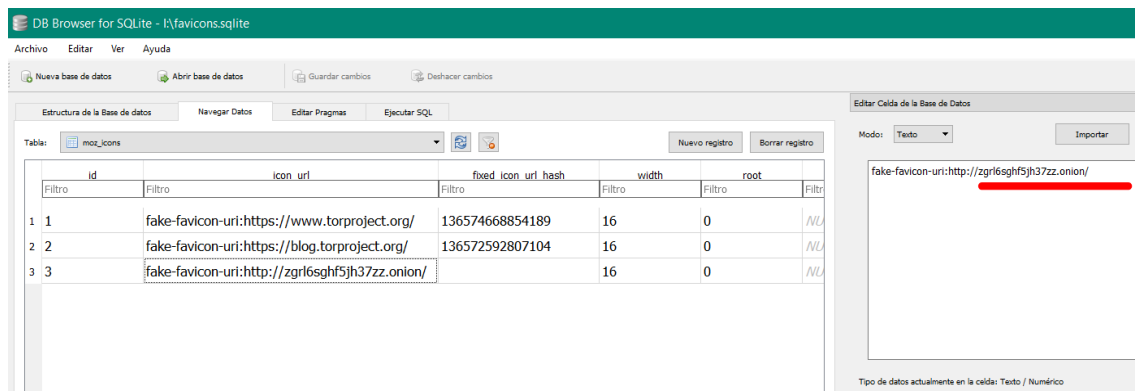 DB Browser for SQLite - I:\favicons.sqlite
Archivo Editar Ver Ayuda
Nueva base de datos Abrir base de datos Guardar cambios Deshacer cambios
Estructura de la Base de datos Navegar Datos Editar Pragmas Ejecutar SQL
Tabla: moz_icons Nuevo registro Borrar registro
id icon_url fixed_icon_url_hash width root
Filtro Filtro Filtro Filtro Filtro Filtr
1 1 fake-favicon-uri:https://www.torproject.org/ 136574668854189 16 0 NU
2 2 fake-favicon-uri:https://blog.torproject.org/ 136572592807104 16 0 NU
3 3 fake-favicon-uri:http://zgrl6sghf5jh37zz.onion/ 16 0 NU
Editar Celda de la Base de Datos
Modo: Texto Importar
fake-favicon-uri:http://zgrl6sghf5jh37zz.onion/
Tipo de datos actualmente en la celda: Texto / Numérico